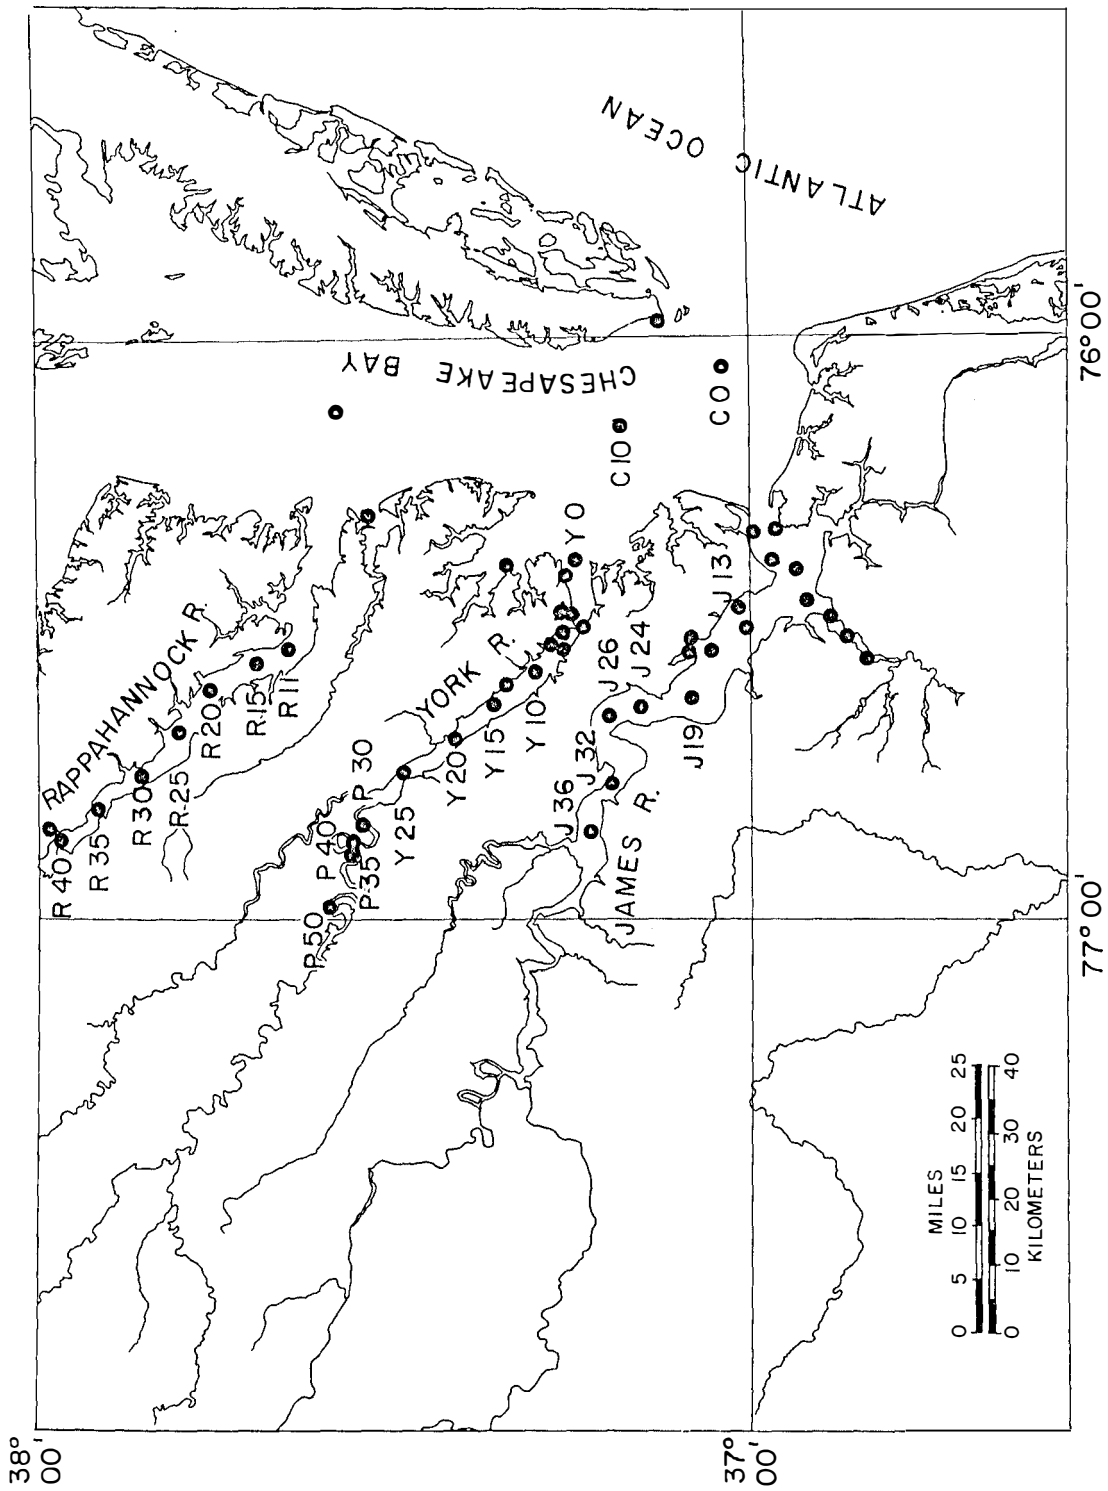 38°
00'
37°
00'
77° 00'
76° 00'
RAPPAHANNOCK R.
R 40
R 35
R 30
R-25
R 20
R-15
R 11
P 50
P 40
P 35
P 30
YORK R.
Y 25
Y 20
Y 15
Y 10
Y 0
JAMES R.
J 36
J 32
J 26
J 24
J 19
J 13
CHESAPEAKE BAY
C 10
C 0
ATLANTIC OCEAN
MILES
0 5 10 15 20 25
0 10 20 30 40
KILOMETERS